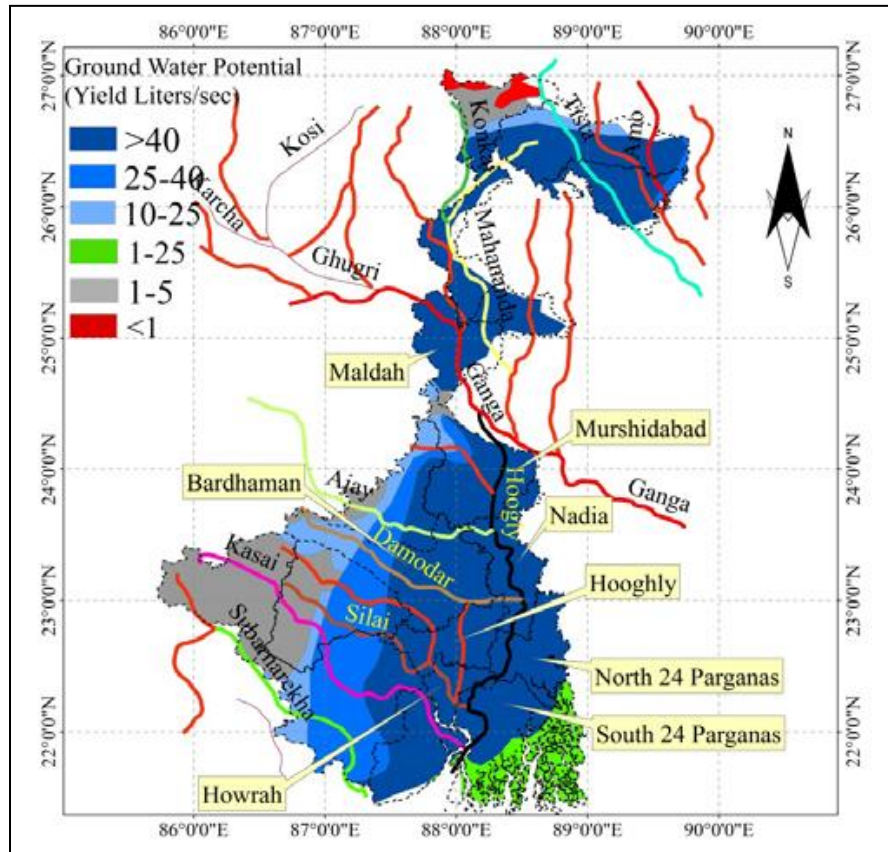 86°0'0"E 87°0'0"E 88°0'0"E 89°0'0"E 90°0'0"E
Ground Water Potential
(Yield Liters/sec)
>40
25-40
10-25
1-25
1-5
<1
27°0'0"N
26°0'0"N
25°0'0"N
24°0'0"N
23°0'0"N
22°0'0"N
Kosi
Karcha
Ghugri
Konkai
Tista
Amo
Mahananda
N
S
Maldah
Ganga
Murshidabad
Hoogly
Ganga
Bardhaman
Ajay
Nadia
Damodar
Kasai
Hooghly
Silai
Subarnarekha
North 24 Parganas
South 24 Parganas
Howrah
27°0'0"N
26°0'0"N
25°0'0"N
24°0'0"N
23°0'0"N
22°0'0"N
86°0'0"E 87°0'0"E 88°0'0"E 89°0'0"E 90°0'0"E